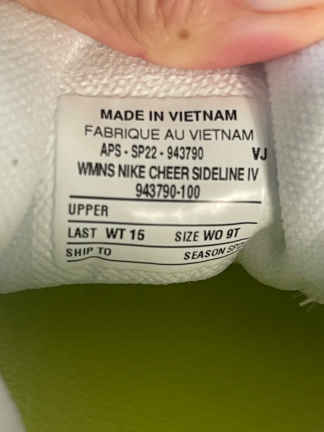 MADE IN VIETNAM
FABRIQUE AU VIETNAM
APS - SP22 - 943790 VJ
WMNS NIKE CHEER SIDELINE IV
943790-100
UPPER
LAST WT 15 SIZE WO 9T
SHIP TO SEASON